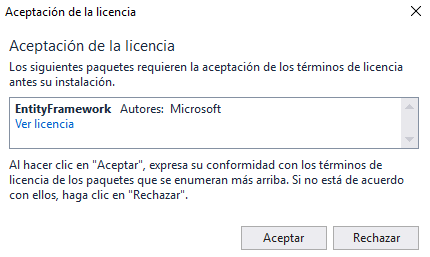 Aceptación de la licencia
Aceptación de la licencia
Los siguientes paquetes requieren la aceptación de los términos de licencia
antes su instalación.
EntityFramework Autores: Microsoft
Ver licencia
Al hacer clic en "Aceptar", expresa su conformidad con los términos de
licencia de los paquetes que se enumeran más arriba. Si no está de acuerdo
con ellos, haga clic en "Rechazar".
Aceptar Rechazar